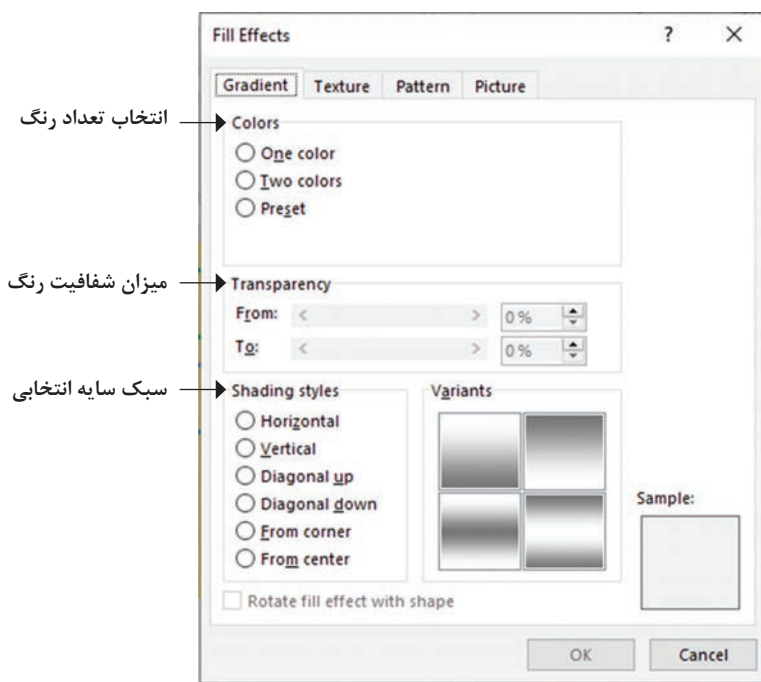 Fill Effects
? ×
Gradient Texture Pattern Picture
انتخاب تعداد رنگ
Colors
One color
Two colors
Preset
میزان شفافیت رنگ
Transparency
From: < > 0 %
To: < > 0 %
سبک سایه انتخابی
Shading styles
Horizontal
Vertical
Diagonal up
Diagonal down
From corner
From center
Variants
Sample:
Rotate fill effect with shape
OK Cancel